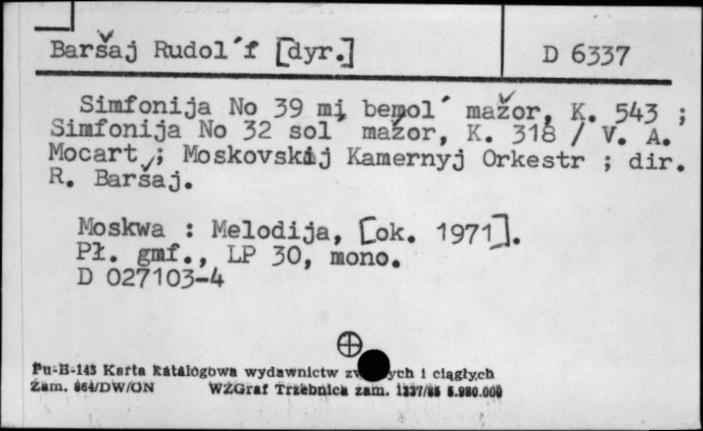 Baršaj Rudol´f [dyr.]
D 6337
Simfonija No 39 mi bemol´ mažor, K. 543 ;
Simfonija No 32 sol´ mažor, K. 318 / V. A.
Mocart ; Moskovskij Kamernyj Orkestr ; dir.
R. Baršaj.
Moskwa : Melodija, [ok. 1971].
Pł. gmf., LP 30, mono.
D 027103-4
Pu-B-143 Karta katalogowa wydawnictw ych i ciągłych
Zam. 864/DW/ON WZGraf Trzebnica zam. 5.980.000